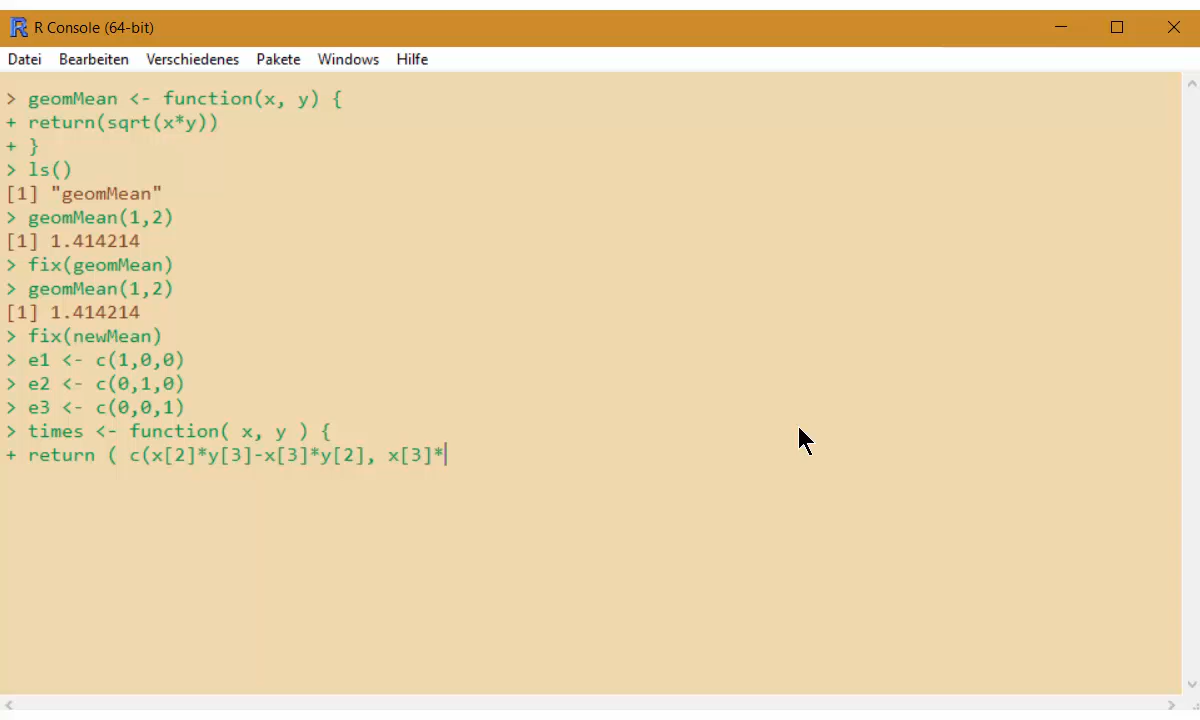 R Console (64-bit)
Datei Bearbeiten Verschiedenes Pakete Windows Hilfe
> geomMean <- function(x, y) {
+ return(sqrt(x*y))
+ }
> ls()
[1] "geomMean"
> geomMean(1,2)
[1] 1.414214
> fix(geomMean)
> geomMean(1,2)
[1] 1.414214
> fix(newMean)
> e1 <- c(1,0,0)
> e2 <- c(0,1,0)
> e3 <- c(0,0,1)
> times <- function( x, y ) {
+ return ( c(x[2]*y[3]-x[3]*y[2], x[3]*